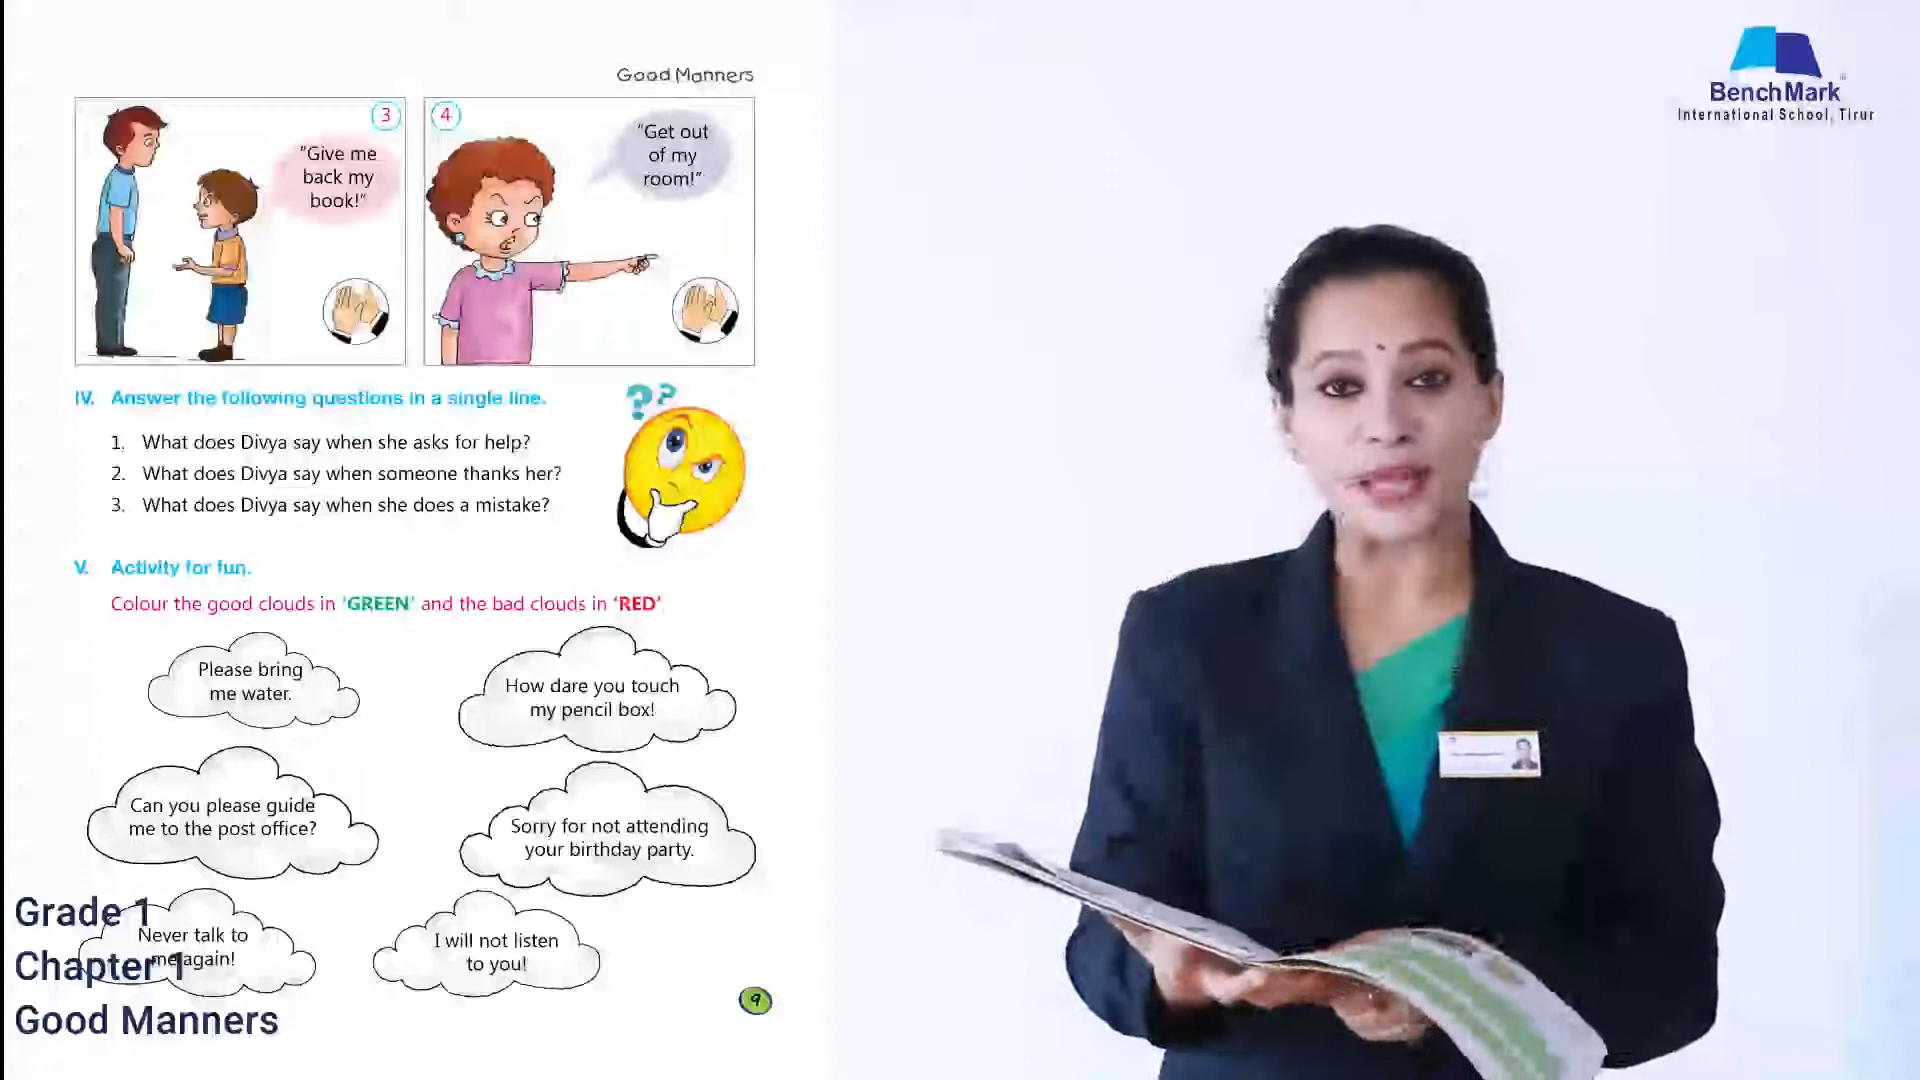 Good Manners
3
"Give me
back my
book!"
4
"Get out
of my
room!"
IV. Answer the following questions in a single line.
1. What does Divya say when she asks for help?
2. What does Divya say when someone thanks her?
3. What does Divya say when she does a mistake?
??
V. Activity for fun.
Colour the good clouds in 'GREEN' and the bad clouds in 'RED'
Please bring
me water.
How dare you touch
my pencil box!
Can you please guide
me to the post office?
Sorry for not attending
your birthday party.
Never talk to
me again!
I will not listen
to you!
9
Grade 1
Chapter 1
Good Manners
BenchMark
International School, Tirur